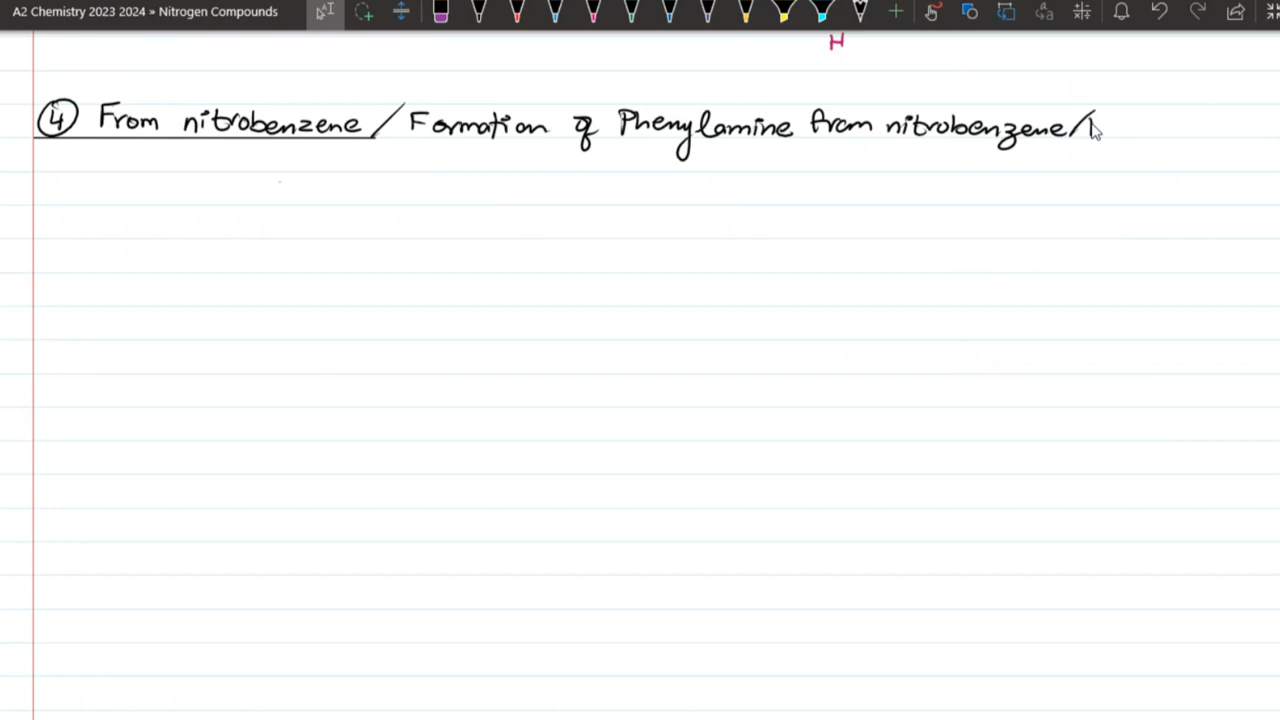 A2 Chemistry 2023 2024 » Nitrogen Compounds
H
④ From nitrobenzene / Formation of Phenylamine from nitrobenzene /